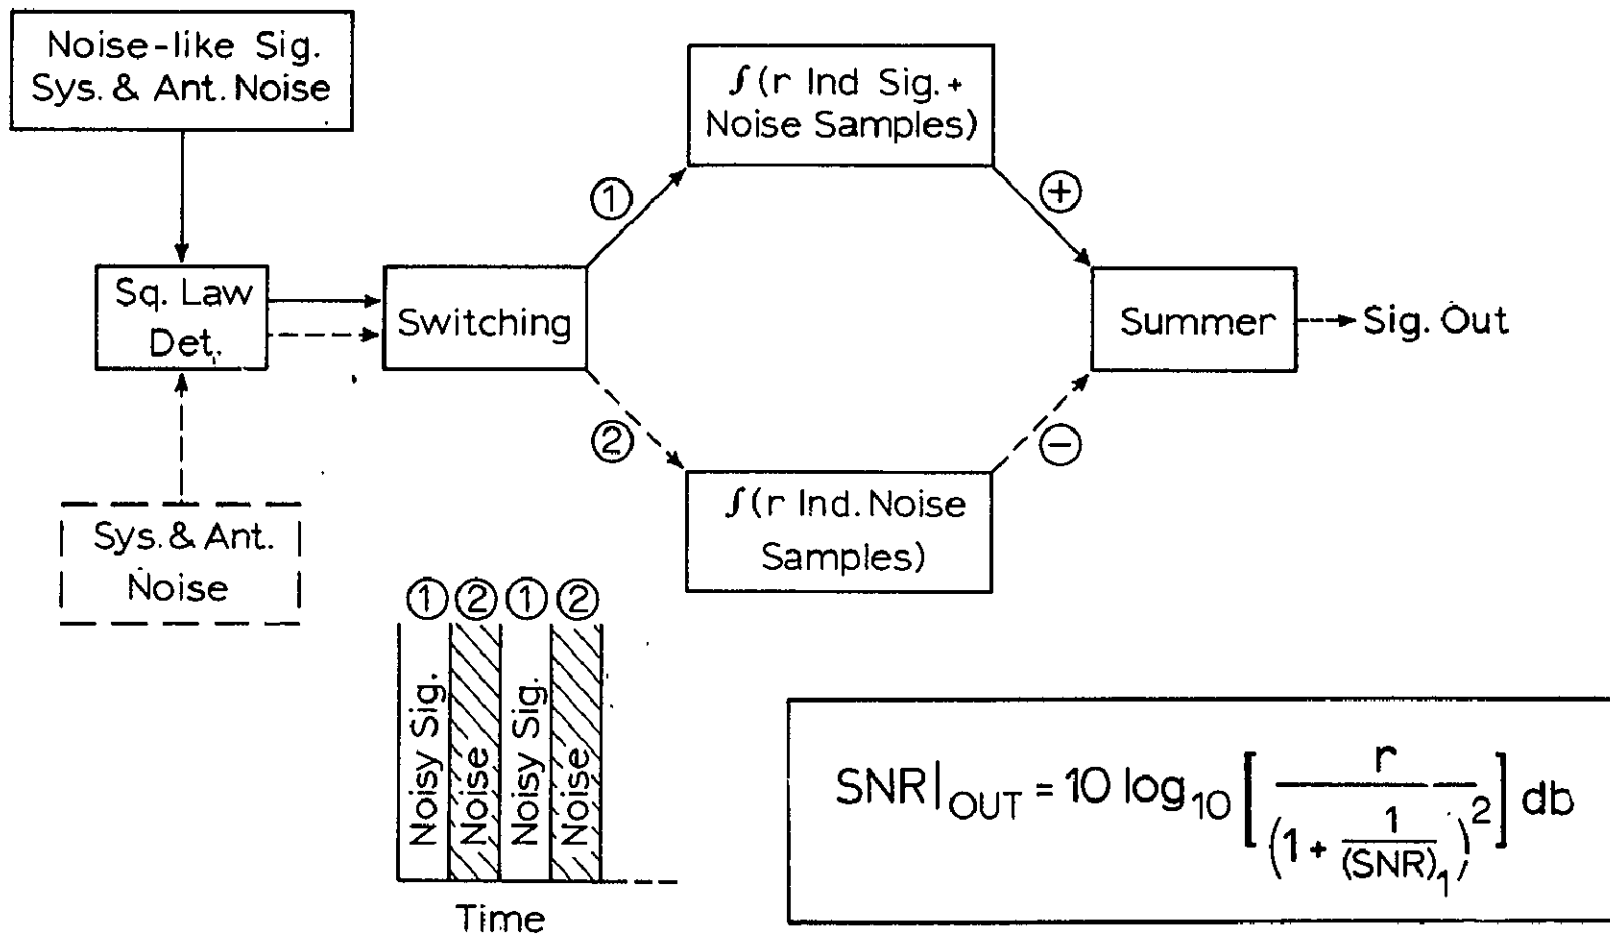 Noise-like Sig.
Sys. & Ant. Noise
∫(r Ind Sig. +
Noise Samples)
①
+
Sq. Law
Det.
Switching
Summer
Sig. Out
②
−
∫(r Ind. Noise
Samples)
Sys. & Ant.
Noise
① ② ① ②
Noisy Sig.
Noise
Noisy Sig.
Noise
Time
SNR|OUT = 10 log10 [ r / (1 + 1/(SNR)1)^2 ] db